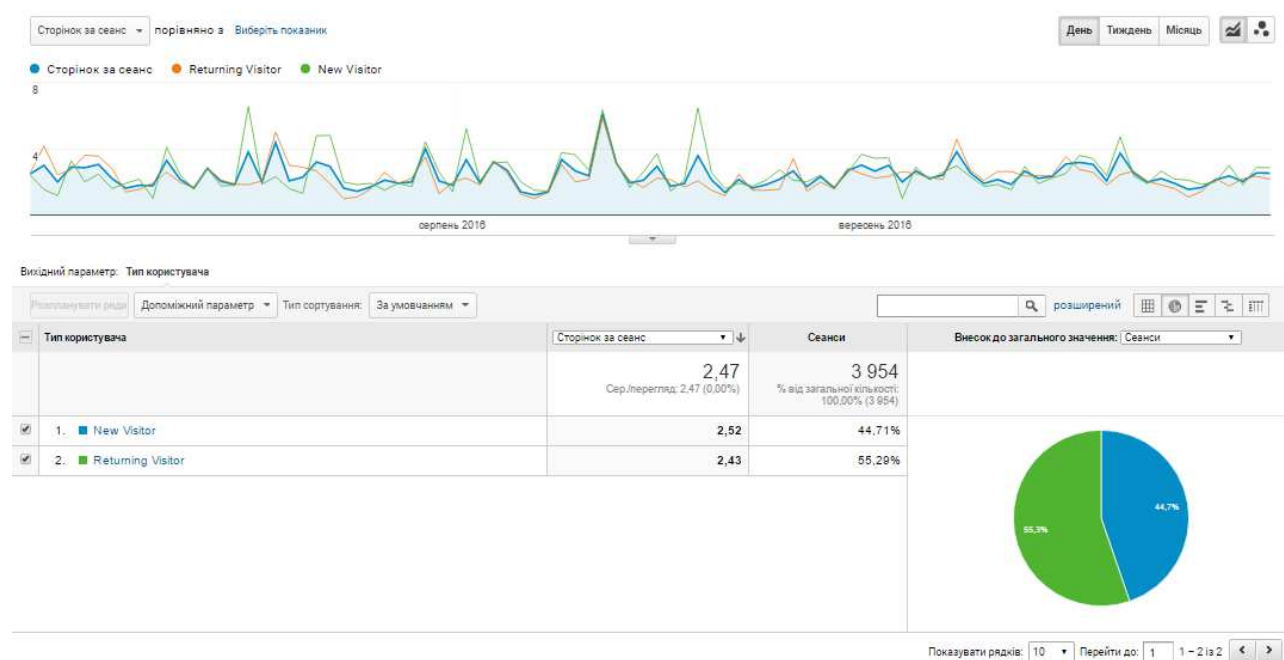 Сторінок за сеанс порівняно з Виберіть показник День Тиждень Місяць
Сторінок за сеанс Returning Visitor New Visitor
8
4
серпень 2016 вересень 2016
Вихідний параметр: Тип користувача
Розпланувати ряди Допоміжний параметр Тип сортування: За умовчанням розширений
Тип користувача Сторінок за сеанс Сеанси Внесок до загального значення: Сеанси
2,47 3 954
Сер./перегляд: 2,47 (0,00%) % від загальної кількості:
100,00% (3 954)
1. New Visitor 2,52 44,71%
2. Returning Visitor 2,43 55,29%
44,7%
55,3%
Показувати рядків: 10 Перейти до: 1 1 – 2 із 2